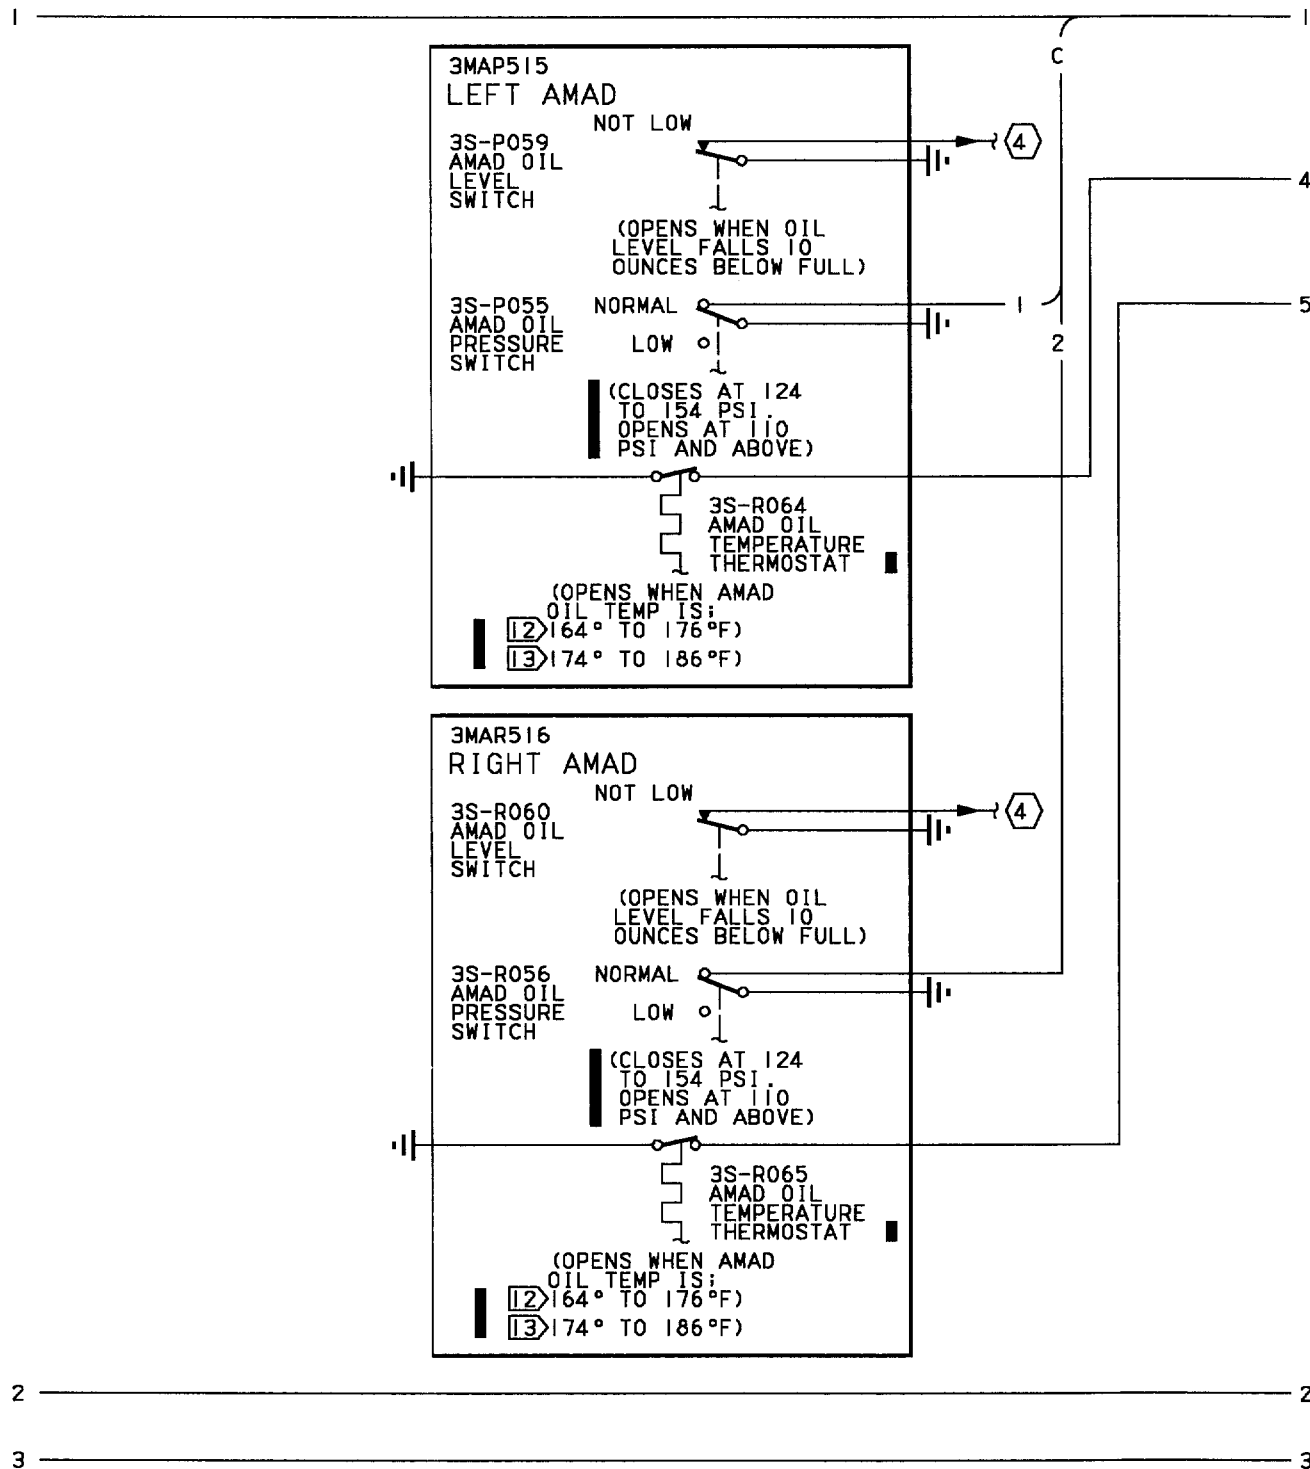 1 1
C
3MAP515
LEFT AMAD
NOT LOW
3S-P059
AMAD OIL
LEVEL
SWITCH
4
4
(OPENS WHEN OIL
LEVEL FALLS 10
OUNCES BELOW FULL)
3S-P055
AMAD OIL
PRESSURE
SWITCH
NORMAL
LOW
1
5
2
(CLOSES AT 124
TO 154 PSI.
OPENS AT 110
PSI AND ABOVE)
3S-R064
AMAD OIL
TEMPERATURE
THERMOSTAT
(OPENS WHEN AMAD
OIL TEMP IS;
12 164° TO 176°F)
13 174° TO 186°F)
3MAR516
RIGHT AMAD
NOT LOW
3S-R060
AMAD OIL
LEVEL
SWITCH
4
(OPENS WHEN OIL
LEVEL FALLS 10
OUNCES BELOW FULL)
3S-R056
AMAD OIL
PRESSURE
SWITCH
NORMAL
LOW
(CLOSES AT 124
TO 154 PSI.
OPENS AT 110
PSI AND ABOVE)
3S-R065
AMAD OIL
TEMPERATURE
THERMOSTAT
(OPENS WHEN AMAD
OIL TEMP IS;
12 164° TO 176°F)
13 174° TO 186°F)
2 2
3 3